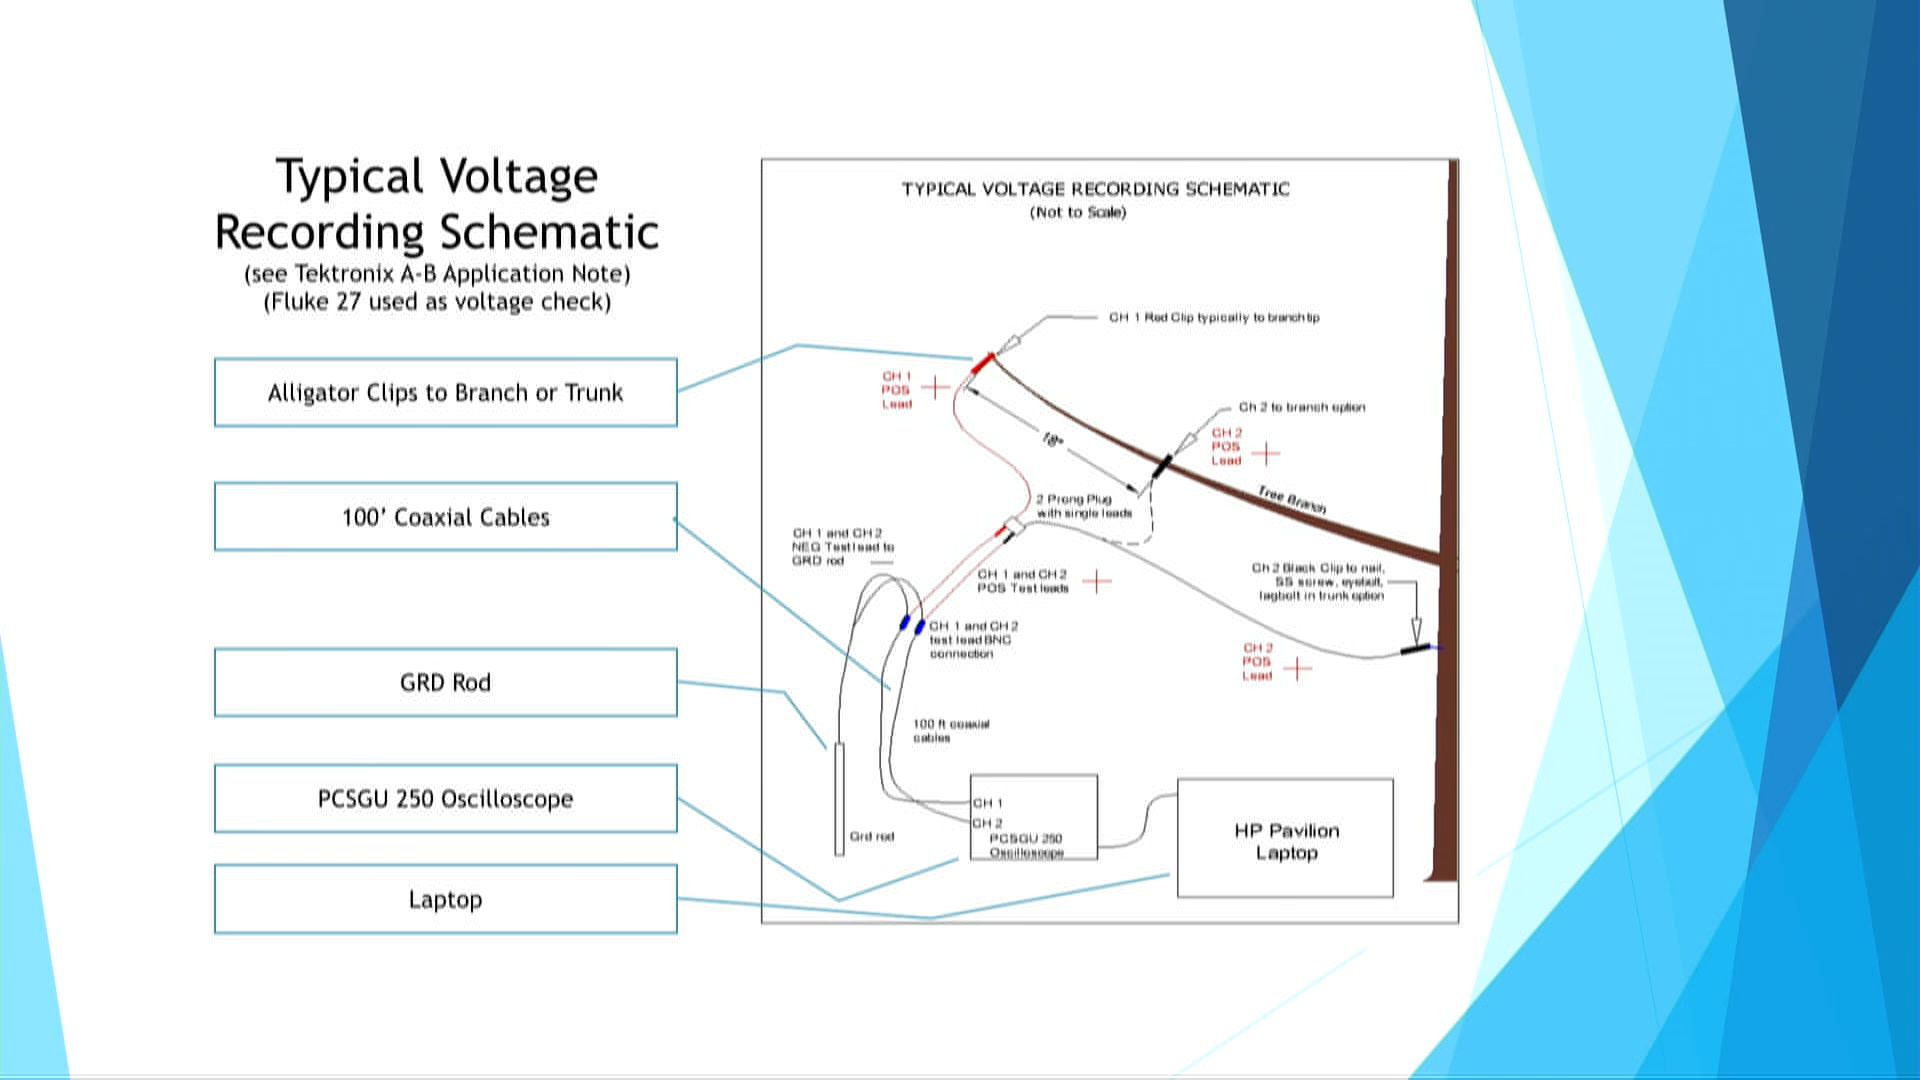 Typical Voltage
Recording Schematic
(see Tektronix A-B Application Note)
(Fluke 27 used as voltage check)
Alligator Clips to Branch or Trunk
100' Coaxial Cables
GRD Rod
PCSGU 250 Oscilloscope
Laptop
TYPICAL VOLTAGE RECORDING SCHEMATIC
(Not to Scale)
CH 1 Red Clip typically to branch tip
CH 1
POS
Lead
18"
Ch 2 to branch option
CH 2
POS
Lead
Tree Branch
2 Prong Plug
with single leads
CH 1 and CH 2
NEG Test lead to
GRD rod
CH 1 and CH 2
POS Test leads
CH 1 and CH 2
test lead BNC
connection
Ch 2 Black Clip to nail,
SS screw, eyebolt,
lagbolt in trunk option
CH 2
POS
Lead
100 ft coaxial
cables
Grd rod
CH 1
CH 2
PCSGU 250
Oscilloscope
HP Pavilion
Laptop